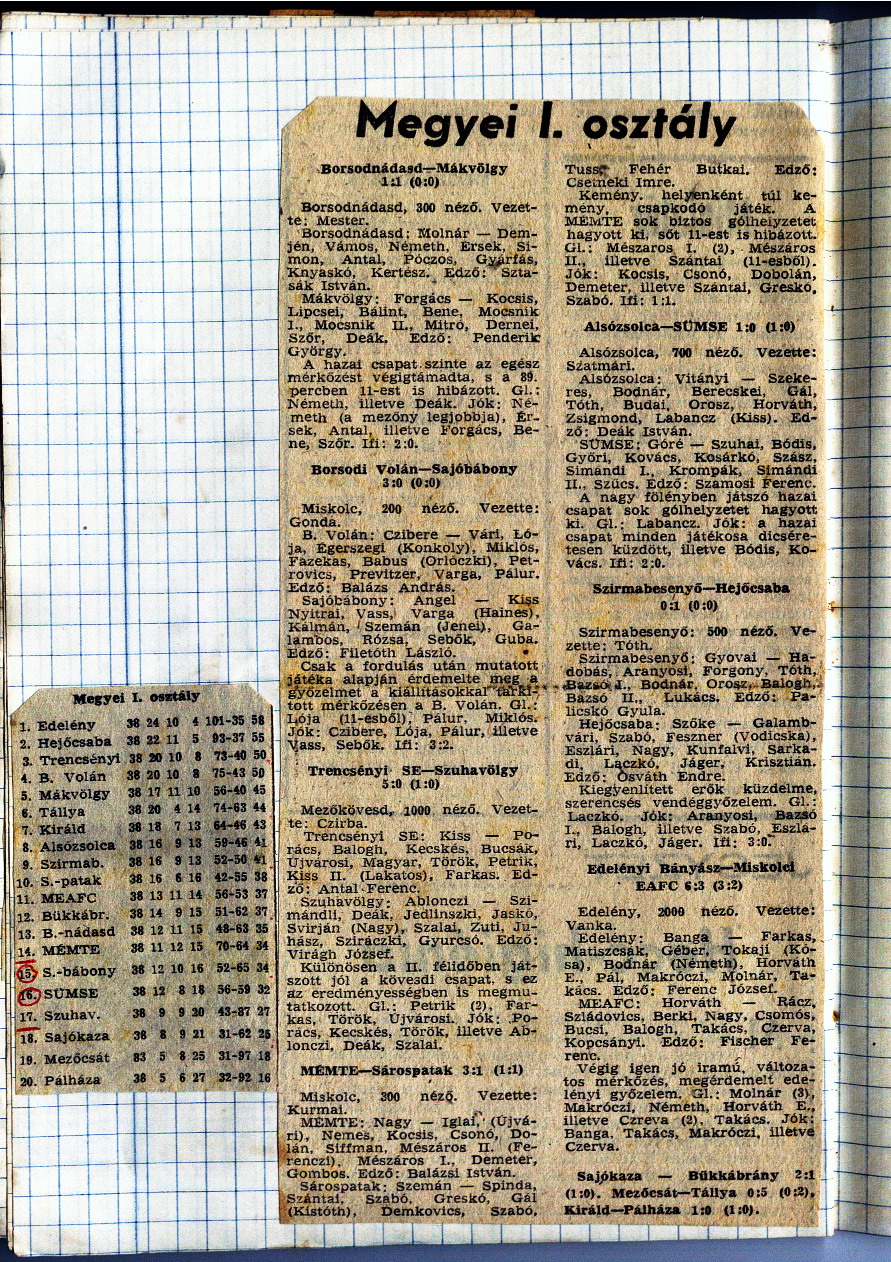 Megyei I. osztály
Borsodnádasd—Mákvölgy
1:1 (0:0)
Borsodnádasd, 300 néző. Vezet-
te: Mester.
Borsodnádasd: Molnár — Dem-
jén, Vámos, Németh, Érsek, Si-
mon, Antal, Póczos, Gyárfás,
Knyaskó, Kertész. Edző: Szta-
sák István.
Mákvölgy: Forgács — Kocsis,
Lipcsei, Bálint, Bene, Mocsnik
I., Mocsnik II., Mitró, Dernei,
Szőr, Deák. Edző: Penderik
György.
A hazai csapat szinte az egész
mérkőzést végigtámadta, s a 89.
percben 11-est is hibázott. Gl.:
Németh, illetve Deák. Jók: Né-
meth (a mezőny legjobbja), Ér-
sek, Antal, illetve Forgács, Be-
ne, Szőr. Ifi: 2:0.
Borsodi Volán—Sajóbábony
3:0 (0:0)
Miskolc, 200 néző. Vezette:
Gonda.
B. Volán: Czibere — Vári, Ló-
ja, Egerszegi (Konkoly), Miklós,
Fazekas, Babus (Orlóczki), Pet-
rovics, Previtzer, Varga, Pálur.
Edző: Balázs András.
Sajóbábony: Angel — Kiss
Nyitrai, Vass, Varga (Haines),
Kálmán, Szemán (Jenei), Ga-
lambos, Rózsa, Sebők, Guba.
Edző: Filetóth László.
Csak a fordulás után mutatott
játéka alapján érdemelte meg a
győzelmet a kiállításokkal tarkí-
tott mérkőzésen a B. Volán. Gl.:
Lója (11-esből), Pálur, Miklós.
Jók: Czibere, Lója, Pálur, illetve
Vass, Sebők. Ifi: 3:2.
Trencsényi SE—Szuhavölgy
5:0 (1:0)
Mezőkövesd, 1000 néző. Vezet-
te: Czirba.
Trencsényi SE: Kiss — Po-
rács, Balogh, Kecskés, Bucsák,
Újvárosi, Magyar, Török, Petrik,
Kiss II. (Lakatos), Farkas. Ed-
ző: Antal Ferenc.
Szuhavölgy: Ablonczi — Szi-
mándli, Deák, Jedlinszki, Jaskó,
Svirján (Nagy), Szalai, Zuti, Ju-
hász, Sziráczki, Gyurcsó. Edző:
Virágh József.
Különösen a II. félidőben ját-
szott jól a kövesdi csapat, s ez
az eredményességben is megmu-
tatkozott. Gl.: Petrik (2), Far-
kas, Török, Újvárosi. Jók: Po-
rács, Kecskés, Török, illetve Ab-
lonczi, Deák, Szalai.
MÉMTE—Sárospatak 3:1 (1:1)
Miskolc, 300 néző. Vezette:
Kurmai.
MÉMTE: Nagy — Iglai, (Újvá-
ri), Nemes, Kocsis, Csonó, Do-
lán, Siffman, Mészáros II. (Fe-
renczi), Mészáros I., Demeter,
Gombos. Edző: Balázsi István.
Sárospatak: Szemán — Spinda,
Szántai, Szabó, Greskó, Gál
(Kistóth), Demkovics, Szabó,
Tuss, Fehér Butkai. Edző:
Csetneki Imre.
Kemény, helyenként túl ke-
mény, csapkodó játék. A
MÉMTE sok biztos gólhelyzetet
hagyott ki, sőt 11-est is hibázott.
Gl.: Mészáros I. (2), Mészáros
II., illetve Szántai (11-esből).
Jók: Kocsis, Csonó, Dobolán,
Demeter, illetve Szántai, Greskó,
Szabó. Ifi: 1:1.
Alsózsolca—SÜMSE 1:0 (1:0)
Alsózsolca, 700 néző. Vezette:
Szatmári.
Alsózsolca: Vitányi — Szeke-
res, Bodnár, Berecskei, Gál,
Tóth, Budai, Orosz, Horváth,
Zsigmond, Labancz (Kiss). Ed-
ző: Deák István.
SÜMSE: Góré — Szuhai, Bódis,
Győri, Kovács, Kosárkó, Szász,
Simándi I., Krompák, Simándi
II., Szűcs. Edző: Szamosi Ferenc.
A nagy fölényben játszó hazai
csapat sok gólhelyzetet hagyott
ki. Gl.: Labancz. Jók: a hazai
csapat minden játékosa dicsére-
tesen küzdött, illetve Bódis, Ko-
vács. Ifi: 2:0.
Szirmabesenyő—Hejőcsaba
0:1 (0:0)
Szirmabesenyő: 500 néző. Ve-
zette: Tóth.
Szirmabesenyő: Gyovai — Ha-
dobás, Aranyosi, Forgony, Tóth,
Bazsó I., Bodnár, Orosz, Balogh,
Bazsó II., Lukács. Edző: Pa-
licskó Gyula.
Hejőcsaba: Szőke — Galamb-
vári, Szabó, Feszner (Vodicska),
Eszlári, Nagy, Kunfalvi, Sarka-
di, Laczkó, Jáger, Krisztián.
Edző: Ósváth Endre.
Kiegyenlített erők küzdelme,
szerencsés vendéggyőzelem. Gl.:
Laczkó. Jók: Aranyosi, Bazsó
I., Balogh, illetve Szabó, Eszlá-
ri, Laczkó, Jáger. Ifi: 3:0.
Edelényi Bányász—Miskolci
EAFC 6:3 (3:2)
Edelény, 2000 néző. Vezette:
Vanka.
Edelény: Banga — Farkas,
Matiszcsák, Géber, Tokaji (Kó-
sa), Bodnár (Németh), Horváth
E., Pál, Makróczi, Molnár, Ta-
kács. Edző: Ferenc József.
MEAFC: Horváth — Rácz,
Szládovics, Berki, Nagy, Csomós,
Bucsi, Balogh, Takács, Czerva,
Kopcsányi. Edző: Fischer Fe-
renc.
Végig igen jó iramú, változa-
tos mérkőzés, megérdemelt ede-
lényi győzelem. Gl.: Molnár (3),
Makróczi, Németh, Horváth E.,
illetve Czreva (2), Takács. Jók:
Banga, Takács, Makróczi, illetve
Czerva.
Sajókaza — Bükkábrány 2:1
(1:0). Mezőcsát—Tállya 0:5 (0:2),
Királd—Pálháza 1:0 (1:0).
Megyei I. osztály
1. Edelény 38 24 10 4 101-35 58
2. Hejőcsaba 38 22 11 5 93-37 55
3. Trencsényi 38 20 10 8 73-40 50
4. B. Volán 38 20 10 8 75-43 50
5. Mákvölgy 38 17 11 10 56-40 45
6. Tállya 38 20 4 14 74-63 44
7. Királd 38 18 7 13 64-46 43
8. Alsózsolca 38 16 9 13 59-46 41
9. Szirmab. 38 16 9 13 52-50 41
10. S.-patak 38 16 6 16 42-55 38
11. MEAFC 38 13 11 14 56-53 37
12. Bükkábr. 38 14 9 15 51-62 37
13. B.-nádasd 38 12 11 15 48-63 35
14. MÉMTE 38 11 12 15 70-64 34
15. S.-bábony 38 12 10 16 52-65 34
16. SÜMSE 38 12 8 18 56-59 32
17. Szuhav. 38 9 9 20 43-87 27
18. Sajókaza 38 8 9 21 31-62 25
19. Mezőcsát 83 5 8 25 31-97 18
20. Pálháza 38 5 6 27 32-92 16